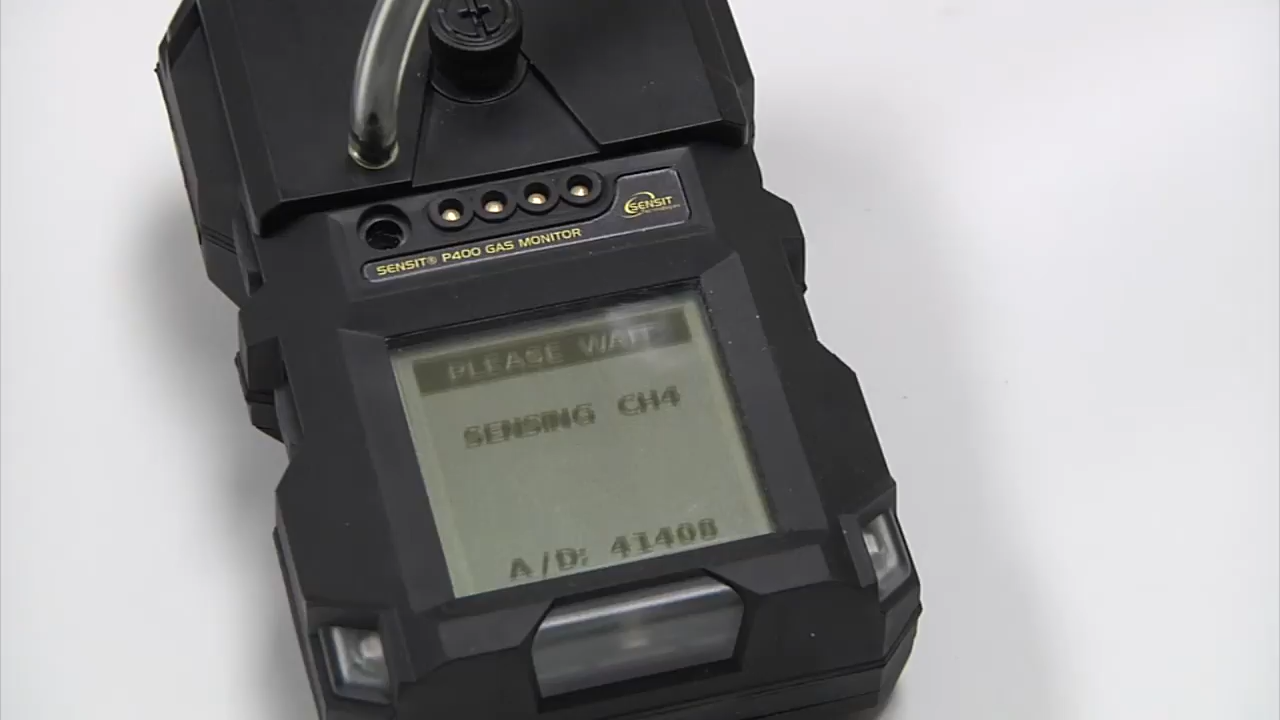 SENSIT
SENSIT® P400 GAS MONITOR
PLEASE WAIT
SENSING CH4
A/D: 41408